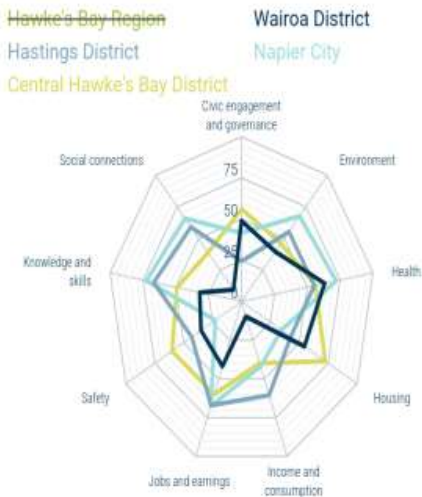 Hawke's Bay Region
Wairoa District
Hastings District
Napier City
Central Hawke's Bay District
Civic engagement
and governance
Social connections
Environment
75
50
25
0
Knowledge and
skills
Health
Safety
Housing
Jobs and earnings
Income and
consumption